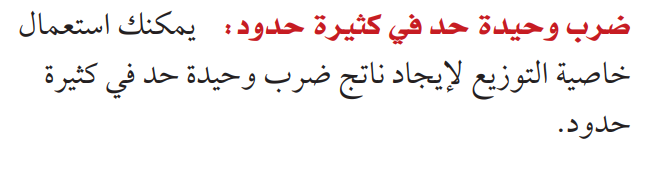 ضرب وحيدة حد في كثيرة حدود: يمكنك استعمال
خاصية التوزيع لإيجاد ناتج ضرب وحيدة حد في كثيرة
حدود.